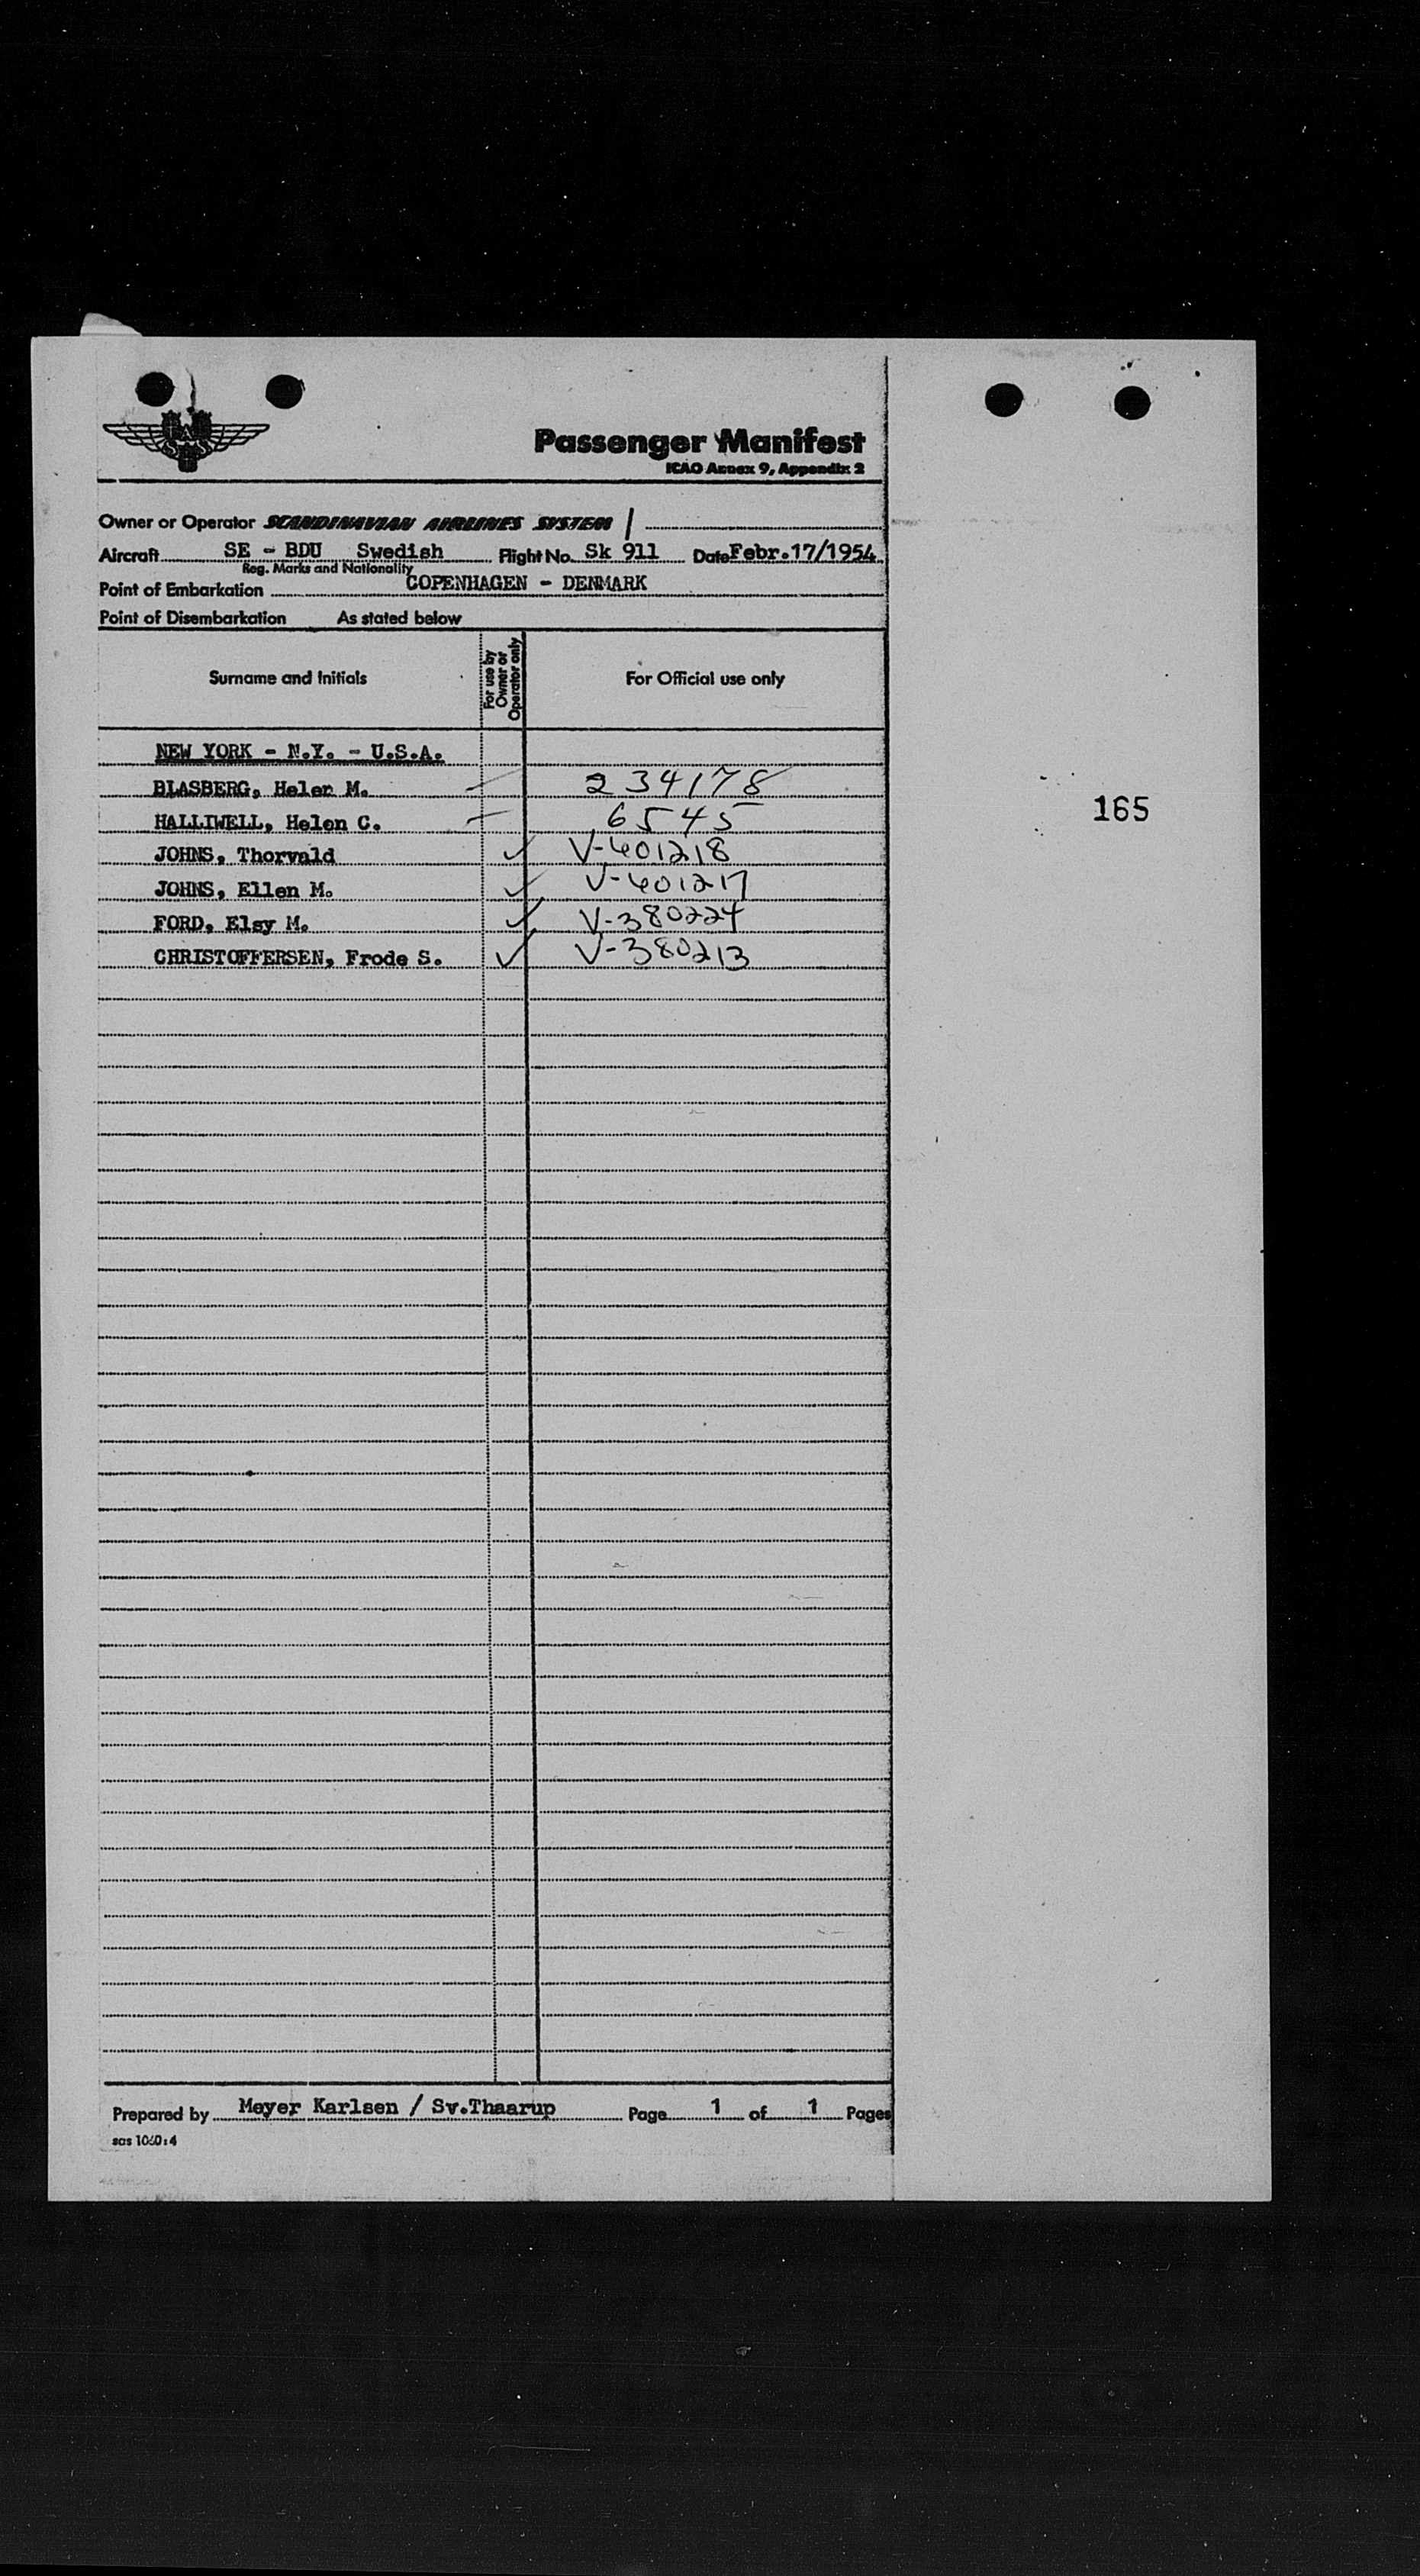 SAS
Passenger Manifest
ICAO Annex 9, Appendix 2
Owner or Operator SCANDINAVIAN AIRLINES SYSTEM /
Aircraft SE - BDU Swedish Flight No. Sk 911 Date Febr.17/1954
Reg. Marks and Nationality
Point of Embarkation COPENHAGEN - DENMARK
Point of Disembarkation As stated below
Surname and Initials For use by Owner or Operator only For Official use only
NEW YORK - N.Y. - U.S.A.
BLASBERG, Helen M. 234178
HALLIWELL, Helen C. 6545
JOHNS, Thorvald ✓ V-601218
JOHNS, Ellen M. ✓ V-601217
FORD, Elsy M. ✓ V-380224
CHRISTOFFERSEN, Frode S. ✓ V-380213
165
Prepared by Meyer Karlsen / Sv.Thaarup Page 1 of 1 Pages
sas 1060:4